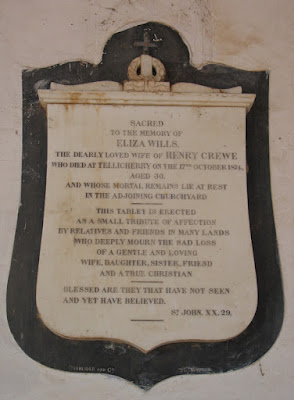 SACRED
TO THE MEMORY OF
ELIZA WILLS,
THE DEARLY LOVED WIFE OF HENRY CREWE
WHO DIED AT TELLICHERRY ON THE 17TH OCTOBER 1894,
AGED 30.
AND WHOSE MORTAL REMAINS LIE AT REST
IN THE ADJOINING CHURCHYARD
THIS TABLET IS ERECTED
AS A SMALL TRIBUTE OF AFFECTION
BY RELATIVES AND FRIENDS IN MANY LANDS
WHO DEEPLY MOURN THE SAD LOSS
OF A GENTLE AND LOVING
WIFE, DAUGHTER, SISTER, FRIEND
AND A TRUE CHRISTIAN
BLESSED ARE THEY THAT HAVE NOT SEEN
AND YET HAVE BELIEVED.
ST JOHN. XX. 29.